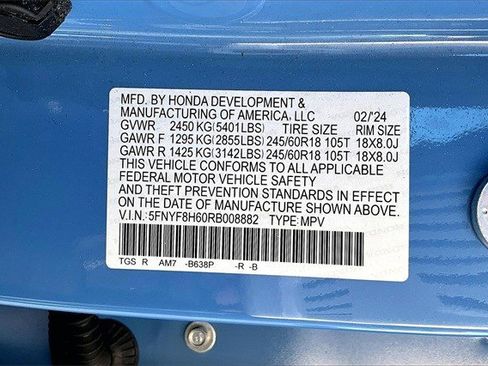 MFD. BY HONDA DEVELOPMENT &
MANUFACTURING OF AMERICA, LLC 02/'24
GVWR 2450 KG(5401LBS) TIRE SIZE RIM SIZE
GAWR F 1295 KG(2855LBS) 245/60R18 105T 18X8.0J
GAWR R 1425 KG(3142LBS) 245/60R18 105T 18X8.0J
THIS VEHICLE CONFORMS TO ALL APPLICABLE
FEDERAL MOTOR VEHICLE SAFETY
AND THEFT PREVENTION STANDARDS IN EFFECT
ON THE DATE OF MANUFACTURE SHOWN ABOVE.
V.I.N.: 5FNYF8H60RB008882 TYPE: MPV
TGS R AM7 -B638P -R -B